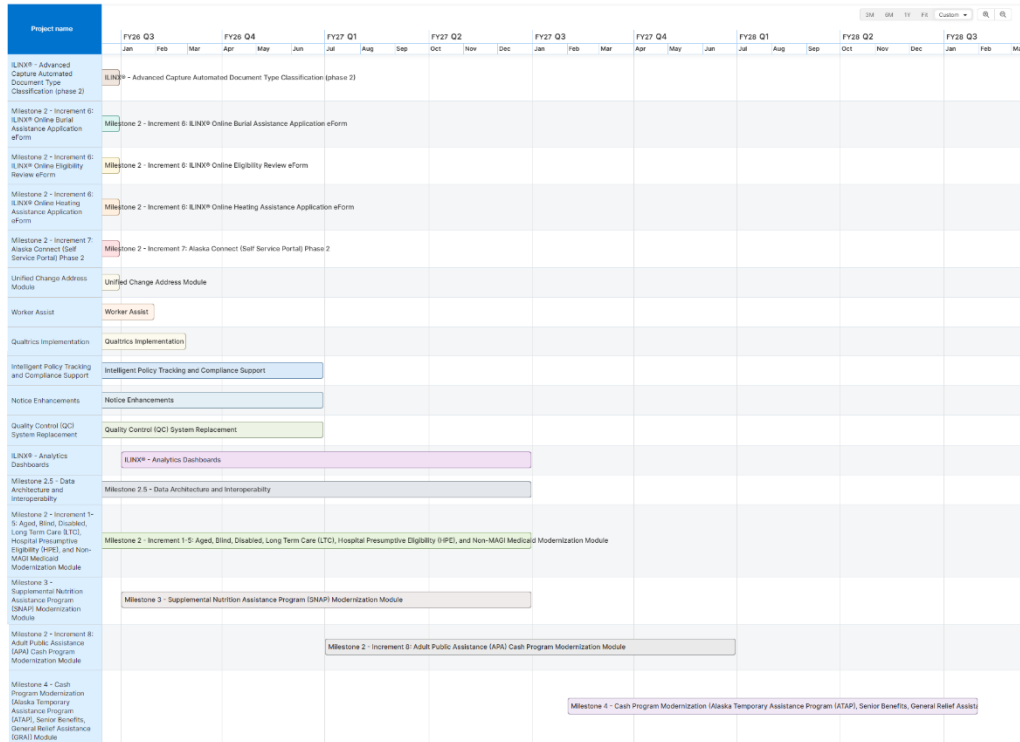 3M 6M 1Y Fit Custom
Project name
FY26 Q3 FY26 Q4 FY27 Q1 FY27 Q2 FY27 Q3 FY27 Q4 FY28 Q1 FY28 Q2 FY28 Q3
Jan Feb Mar Apr May Jun Jul Aug Sep Oct Nov Dec Jan Feb Mar Apr May Jun Jul Aug Sep Oct Nov Dec Jan Feb Ma
ILINX® - Advanced
Capture Automated
Document Type
Classification (phase 2)
ILINX® - Advanced Capture Automated Document Type Classification (phase 2)
Milestone 2 - Increment 6:
ILINX® Online Burial
Assistance Application
eForm
Milestone 2 - Increment 6: ILINX® Online Burial Assistance Application eForm
Milestone 2 - Increment 6:
ILINX® Online Eligibility
Review eForm
Milestone 2 - Increment 6: ILINX® Online Eligibility Review eForm
Milestone 2 - Increment 6:
ILINX® Online Heating
Assistance Application
eForm
Milestone 2 - Increment 6: ILINX® Online Heating Assistance Application eForm
Milestone 2 - Increment 7:
Alaska Connect (Self
Service Portal) Phase 2
Milestone 2 - Increment 7: Alaska Connect (Self Service Portal) Phase 2
Unified Change Address
Module
Unified Change Address Module
Worker Assist
Worker Assist
Qualtrics Implementation
Qualtrics Implementation
Intelligent Policy Tracking
and Compliance Support
Intelligent Policy Tracking and Compliance Support
Notice Enhancements
Notice Enhancements
Quality Control (QC)
System Replacement
Quality Control (QC) System Replacement
ILINX® - Analytics
Dashboards
ILINX® - Analytics Dashboards
Milestone 2.5 - Data
Architecture and
Interoperability
Milestone 2.5 - Data Architecture and Interoperability
Milestone 2 - Increment 1-
5: Aged, Blind, Disabled,
Long Term Care (LTC),
Hospital Presumptive
Eligibility (HPE), and Non-
MAGI Medicaid
Modernization Module
Milestone 2 - Increment 1-5: Aged, Blind, Disabled, Long Term Care (LTC), Hospital Presumptive Eligibility (HPE), and Non-MAGI Medicaid Modernization Module
Milestone 3 -
Supplemental Nutrition
Assistance Program
(SNAP) Modernization
Module
Milestone 3 - Supplemental Nutrition Assistance Program (SNAP) Modernization Module
Milestone 2 - Increment 8:
Adult Public Assistance
(APA) Cash Program
Modernization Module
Milestone 2 - Increment 8: Adult Public Assistance (APA) Cash Program Modernization Module
Milestone 4 - Cash
Program Modernization
(Alaska Temporary
Assistance Program
(ATAP), Senior Benefits,
General Relief Assistance
(GRA)) Module
Milestone 4 - Cash Program Modernization (Alaska Temporary Assistance Program (ATAP), Senior Benefits, General Relief Assista